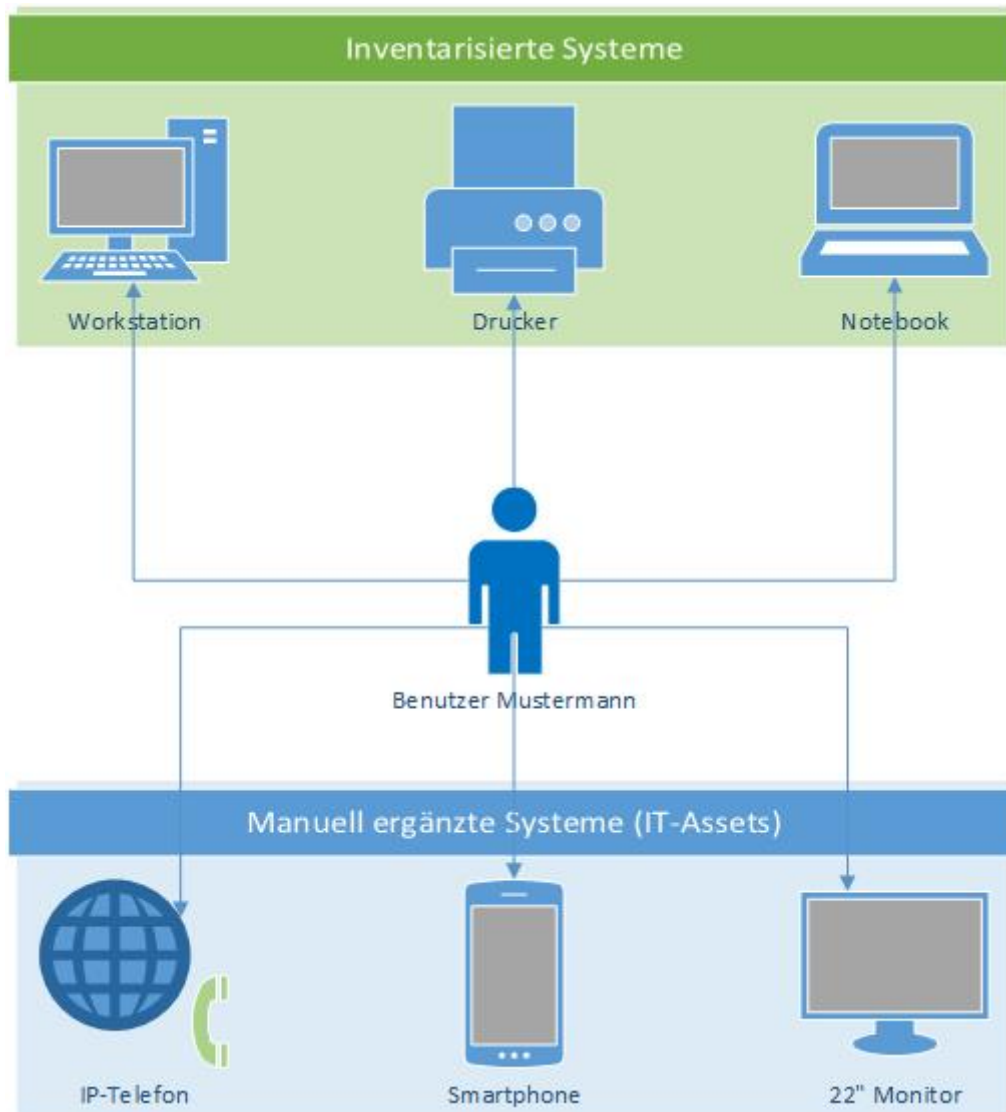 Inventarisierte Systeme
Workstation
Drucker
Notebook
Benutzer Mustermann
Manuell ergänzte Systeme (IT-Assets)
IP-Telefon
Smartphone
22" Monitor